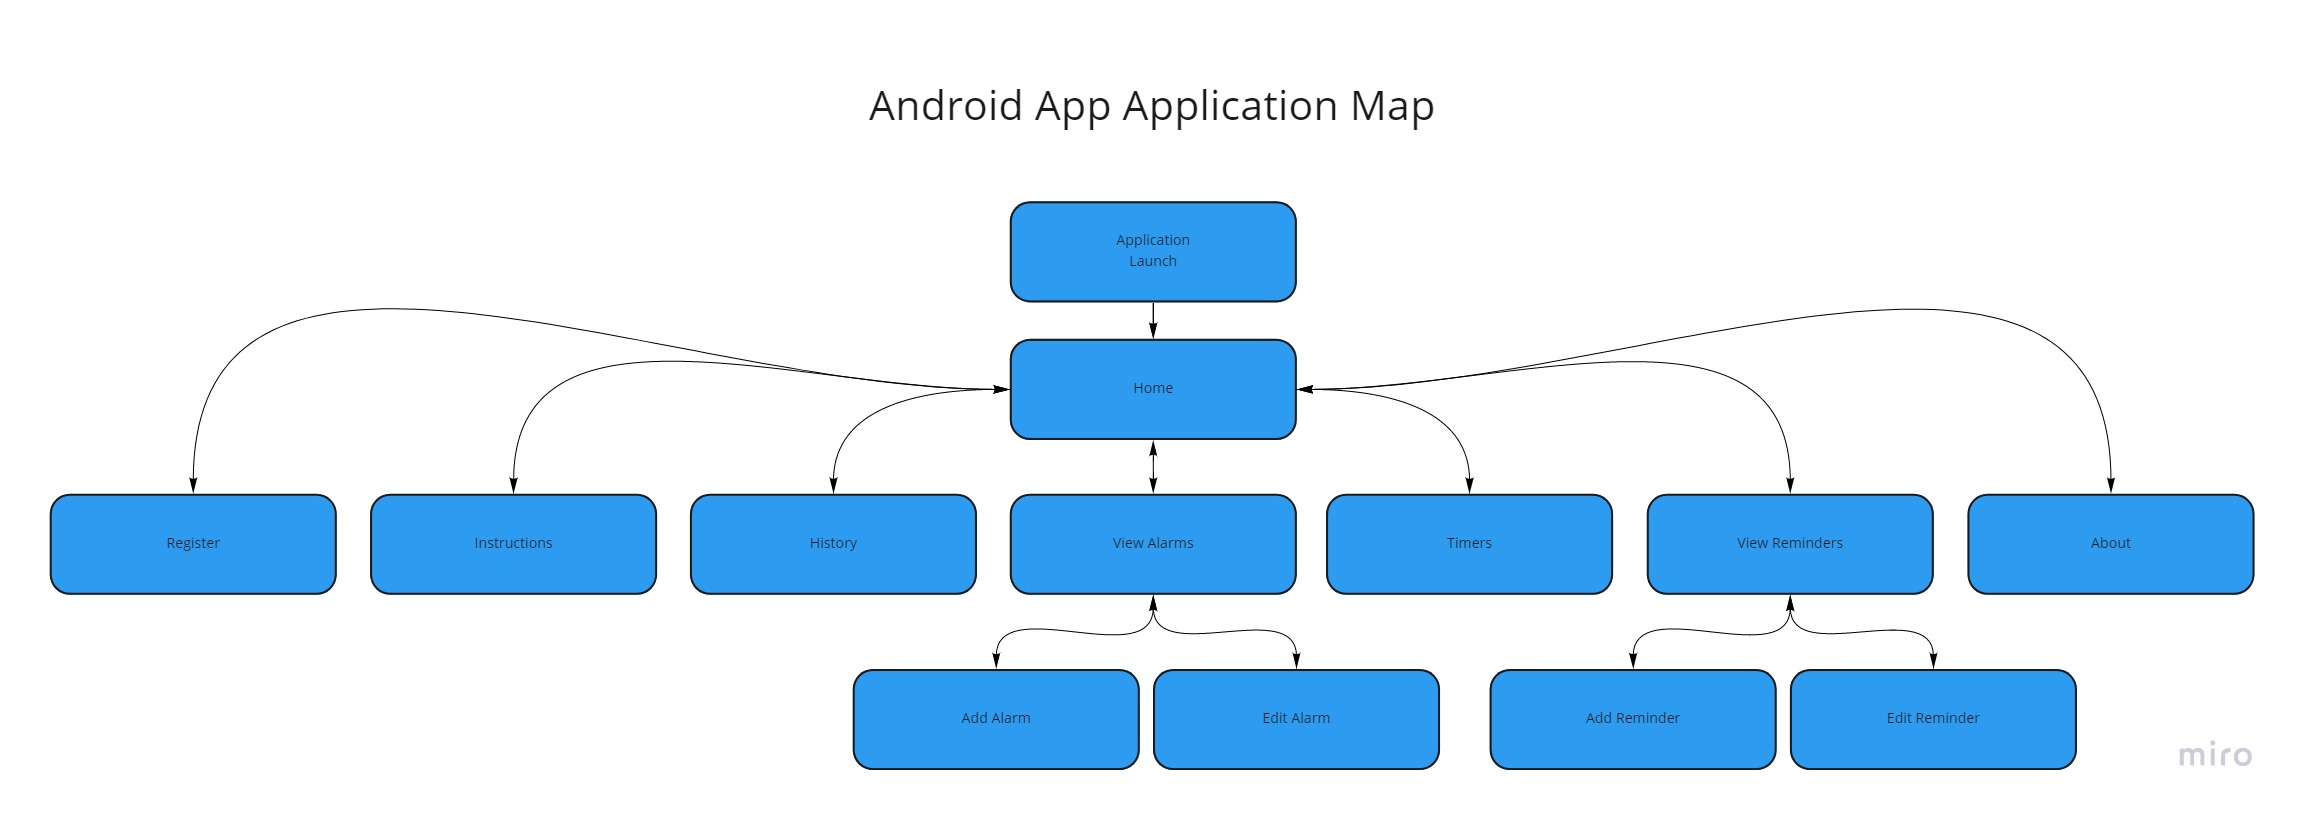 Android App Application Map
Application
Launch
Home
Register
Instructions
History
View Alarms
Timers
View Reminders
About
Add Alarm
Edit Alarm
Add Reminder
Edit Reminder
miro